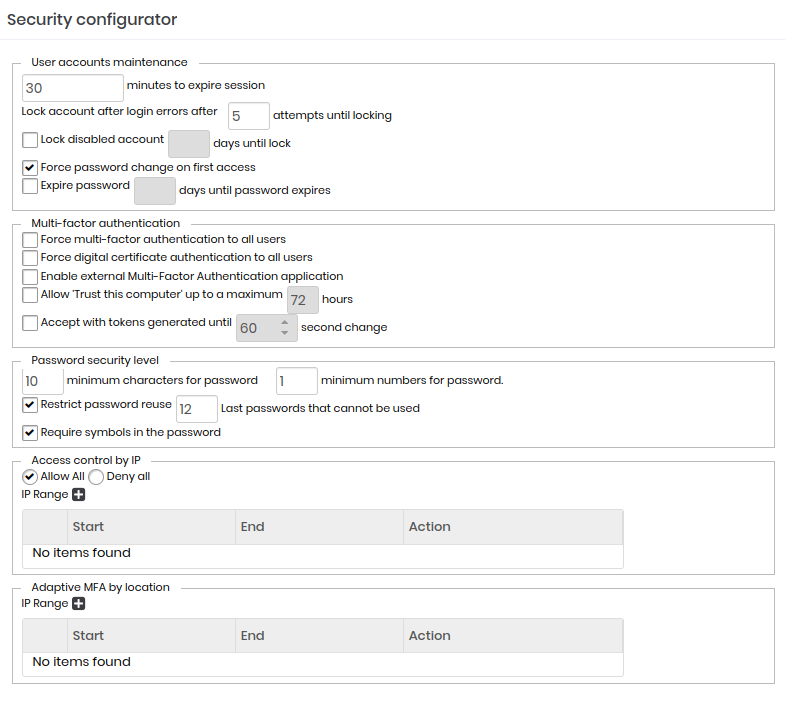 Security configurator
User accounts maintenance
30 minutes to expire session
Lock account after login errors after 5 attempts until locking
Lock disabled account days until lock
Force password change on first access
Expire password days until password expires
Multi-factor authentication
Force multi-factor authentication to all users
Force digital certificate authentication to all users
Enable external Multi-Factor Authentication application
Allow 'Trust this computer' up to a maximum 72 hours
Accept with tokens generated until 60 second change
Password security level
10 minimum characters for password 1 minimum numbers for password.
Restrict password reuse 12 Last passwords that cannot be used
Require symbols in the password
Access control by IP
Allow All Deny all
IP Range
Start End Action
No items found
Adaptive MFA by location
IP Range
Start End Action
No items found